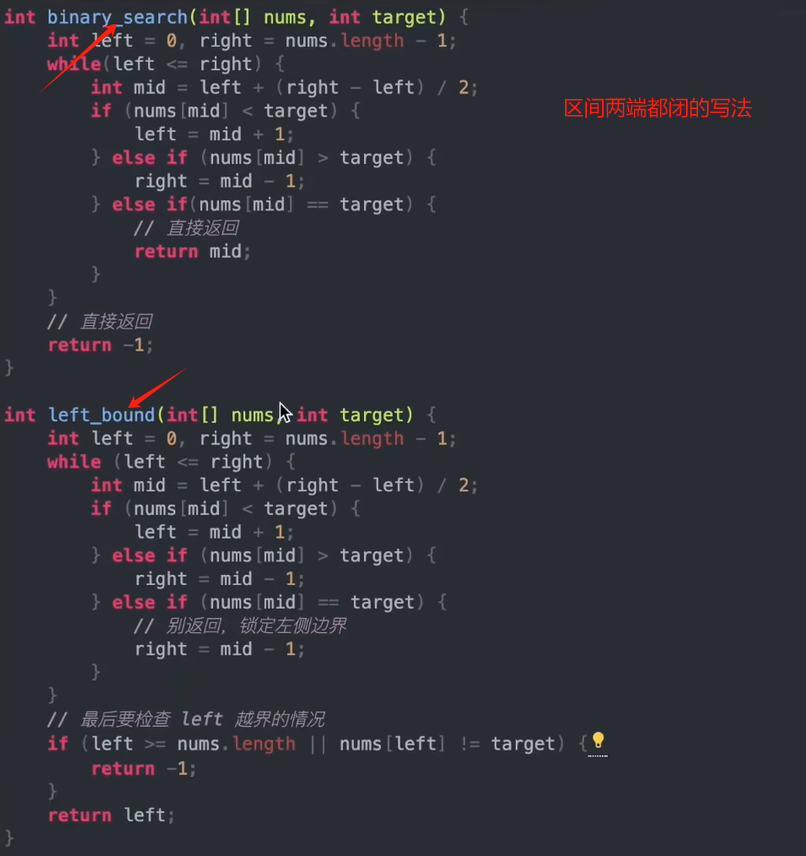 int binary_search(int[] nums, int target) {
    int left = 0, right = nums.length - 1;
    while(left <= right) {
        int mid = left + (right - left) / 2;
        if (nums[mid] < target) {
            left = mid + 1;
        } else if (nums[mid] > target) {
            right = mid - 1;
        } else if(nums[mid] == target) {
            // 直接返回
            return mid;
        }
    }
    // 直接返回
    return -1;
}
区间两端都闭的写法
int left_bound(int[] nums, int target) {
    int left = 0, right = nums.length - 1;
    while (left <= right) {
        int mid = left + (right - left) / 2;
        if (nums[mid] < target) {
            left = mid + 1;
        } else if (nums[mid] > target) {
            right = mid - 1;
        } else if (nums[mid] == target) {
            // 别返回，锁定左侧边界
            right = mid - 1;
        }
    }
    // 最后要检查 left 越界的情况
    if (left >= nums.length || nums[left] != target) {
        return -1;
    }
    return left;
}